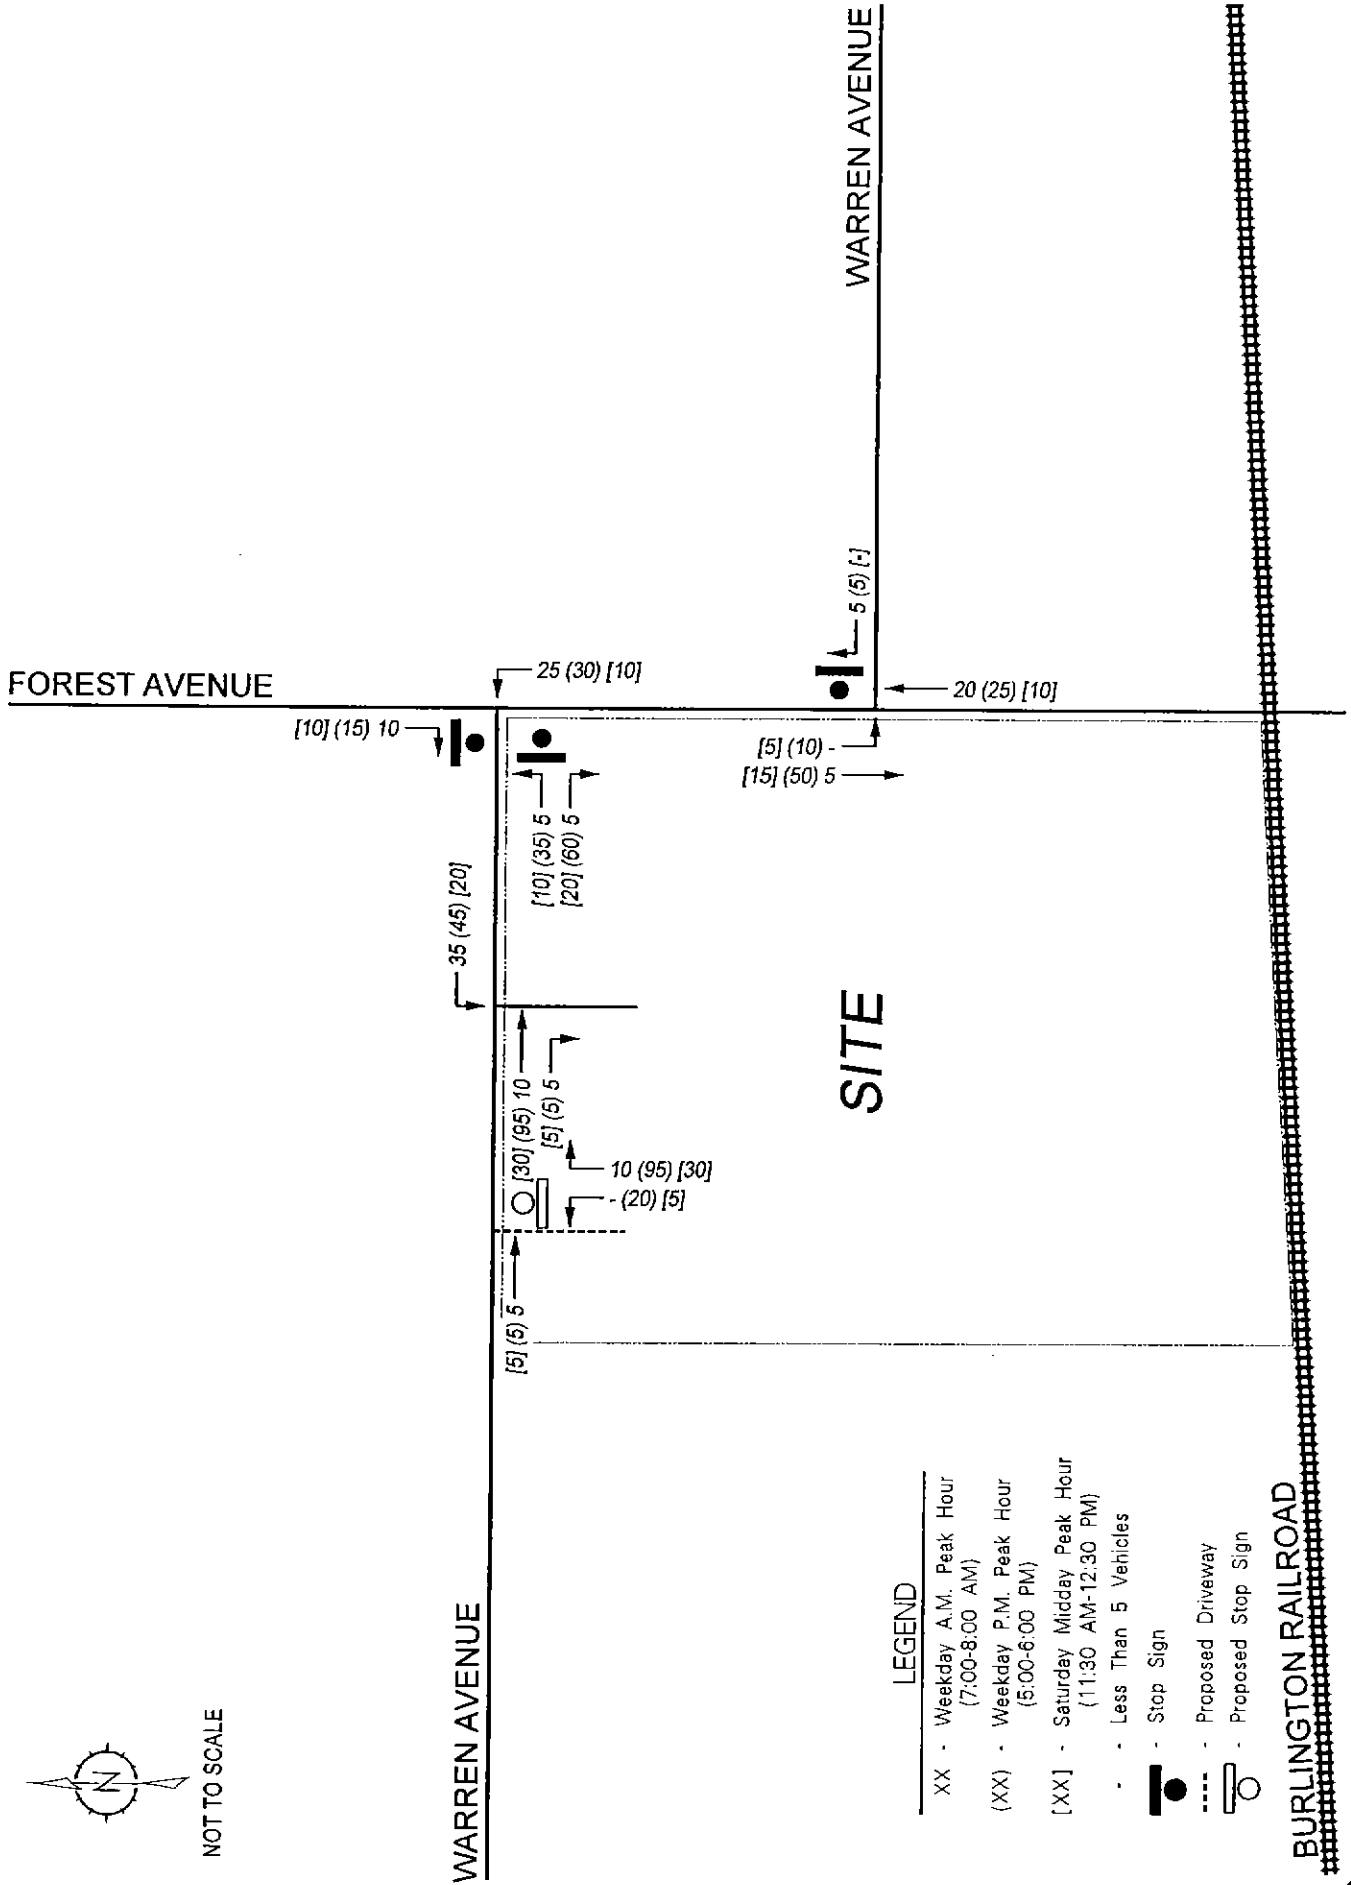 N
NOT TO SCALE
WARREN AVENUE
FOREST AVENUE
WARREN AVENUE
[10] (15) 10
25 (30) [10]
[10] (35) 5
[20] (60) 5
35 (45) [20]
5 (5) [-]
20 (25) [10]
[5] (10) -
[15] (50) 5
[30] (95) 10
[5] (5) 5
10 (95) [30]
- (20) [5]
[5] (5) 5
SITE
LEGEND
XX - Weekday A.M. Peak Hour
(7:00-8:00 AM)
(XX) - Weekday P.M. Peak Hour
(5:00-6:00 PM)
[XX] - Saturday Midday Peak Hour
(11:30 AM-12:30 PM)
- - Less Than 5 Vehicles
- Stop Sign
- Proposed Driveway
- Proposed Stop Sign
BURLINGTON RAILROAD